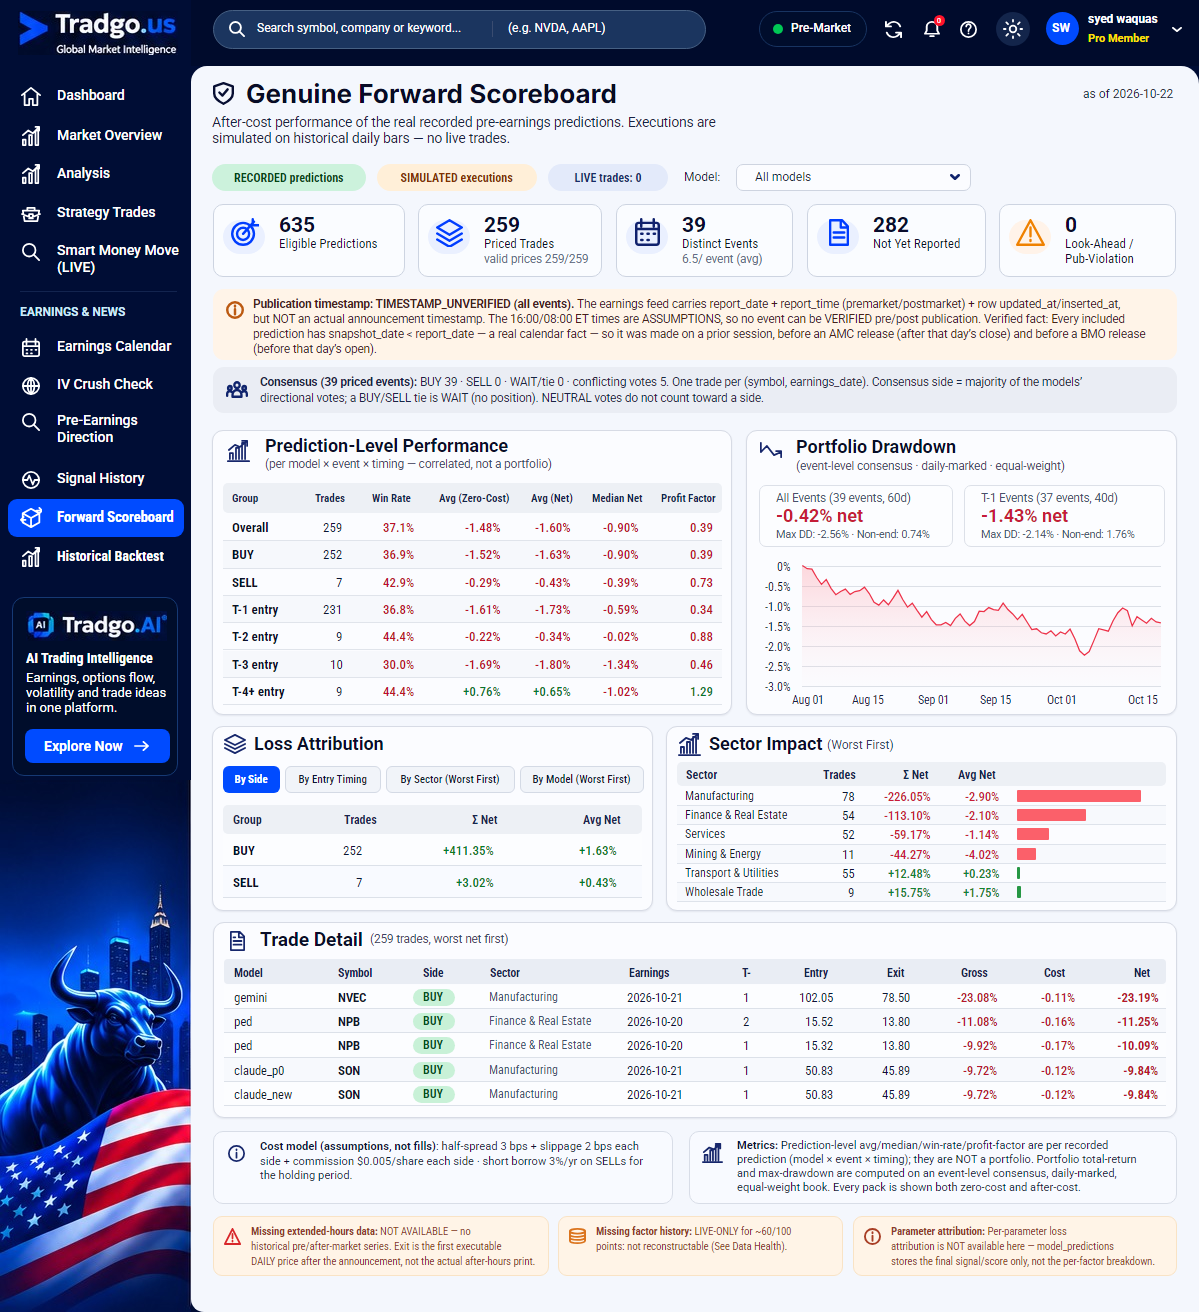 Tradgo.us
Global Market Intelligence
Search symbol, company or keyword...
(e.g. NVDA, AAPL)
Pre-Market
0
SW
syed waquas
Pro Member
Dashboard
Market Overview
Analysis
Strategy Trades
Smart Money Move
(LIVE)
EARNINGS & NEWS
Earnings Calendar
IV Crush Check
Pre-Earnings
Direction
Signal History
Forward Scoreboard
Historical Backtest
AI
Tradgo.AI
AI Trading Intelligence
Earnings, options flow,
volatility and trade ideas
in one platform.
Explore Now →
Genuine Forward Scoreboard
as of 2026-10-22
After-cost performance of the real recorded pre-earnings predictions. Executions are
simulated on historical daily bars — no live trades.
RECORDED predictions
SIMULATED executions
LIVE trades: 0
Model:
All models
635
Eligible Predictions
259
Priced Trades
valid prices 259/259
39
Distinct Events
6.5/ event (avg)
282
Not Yet Reported
0
Look-Ahead /
Pub-Violation
Publication timestamp: TIMESTAMP_UNVERIFIED (all events). The earnings feed carries report_date + report_time (premarket/postmarket) + row updated_at/inserted_at,
but NOT an actual announcement timestamp. The 16:00/08:00 ET times are ASSUMPTIONS, so no event can be VERIFIED pre/post publication. Verified fact: Every included
prediction has snapshot_date < report_date — a real calendar fact — so it was made on a prior session, before an AMC release (after that day's close) and before a BMO release
(before that day's open).
Consensus (39 priced events): BUY 39 · SELL 0 · WAIT/tie 0 · conflicting votes 5. One trade per (symbol, earnings_date). Consensus side = majority of the models'
directional votes; a BUY/SELL tie is WAIT (no position). NEUTRAL votes do not count toward a side.
Prediction-Level Performance
(per model × event × timing — correlated, not a portfolio)
Group Trades Win Rate Avg (Zero-Cost) Avg (Net) Median Net Profit Factor
Overall 259 37.1% -1.48% -1.60% -0.90% 0.39
BUY 252 36.9% -1.52% -1.63% -0.90% 0.39
SELL 7 42.9% -0.29% -0.43% -0.39% 0.73
T-1 entry 231 36.8% -1.61% -1.73% -0.59% 0.34
T-2 entry 9 44.4% -0.22% -0.34% -0.02% 0.88
T-3 entry 10 30.0% -1.69% -1.80% -1.34% 0.46
T-4+ entry 9 44.4% +0.76% +0.65% -1.02% 1.29
Portfolio Drawdown
(event-level consensus · daily-marked · equal-weight)
All Events (39 events, 60d)
-0.42% net
Max DD: -2.56% · Non-end: 0.74%
T-1 Events (37 events, 40d)
-1.43% net
Max DD: -2.14% · Non-end: 1.76%
0%
-0.5%
-1.0%
-1.5%
-2.0%
-2.5%
-3.0%
Aug 01 Aug 15 Sep 01 Sep 15 Oct 01 Oct 15
Loss Attribution
By Side
By Entry Timing
By Sector (Worst First)
By Model (Worst First)
Group Trades Σ Net Avg Net
BUY 252 +411.35% +1.63%
SELL 7 +3.02% +0.43%
Sector Impact (Worst First)
Sector Trades Σ Net Avg Net
Manufacturing 78 -226.05% -2.90%
Finance & Real Estate 54 -113.10% -2.10%
Services 52 -59.17% -1.14%
Mining & Energy 11 -44.27% -4.02%
Transport & Utilities 55 +12.48% +0.23%
Wholesale Trade 9 +15.75% +1.75%
Trade Detail (259 trades, worst net first)
Model Symbol Side Sector Earnings T- Entry Exit Gross Cost Net
gemini NVEC BUY Manufacturing 2026-10-21 1 102.05 78.50 -23.08% -0.11% -23.19%
ped NPB BUY Finance & Real Estate 2026-10-20 2 15.52 13.80 -11.08% -0.16% -11.25%
ped NPB BUY Finance & Real Estate 2026-10-20 1 15.32 13.80 -9.92% -0.17% -10.09%
claude_p0 SON BUY Manufacturing 2026-10-21 1 50.83 45.89 -9.72% -0.12% -9.84%
claude_new SON BUY Manufacturing 2026-10-21 1 50.83 45.89 -9.72% -0.12% -9.84%
Cost model (assumptions, not fills): half-spread 3 bps + slippage 2 bps each
side + commission $0.005/share each side · short borrow 3%/yr on SELLs for
the holding period.
Metrics: Prediction-level avg/median/win-rate/profit-factor are per recorded
prediction (model × event × timing); they are NOT a portfolio. Portfolio total-return
and max-drawdown are computed on an event-level consensus, daily-marked,
equal-weight book. Every pack is shown both zero-cost and after-cost.
Missing extended-hours data: NOT AVAILABLE — no
historical pre/after-market series. Exit is the first executable
DAILY price after the announcement, not the actual after-hours print.
Missing factor history: LIVE-ONLY for ~60/100
points: not reconstructable (See Data Health).
Parameter attribution: Per-parameter loss
attribution is NOT available here — model_predictions
stores the final signal/score only, not the per-factor breakdown.